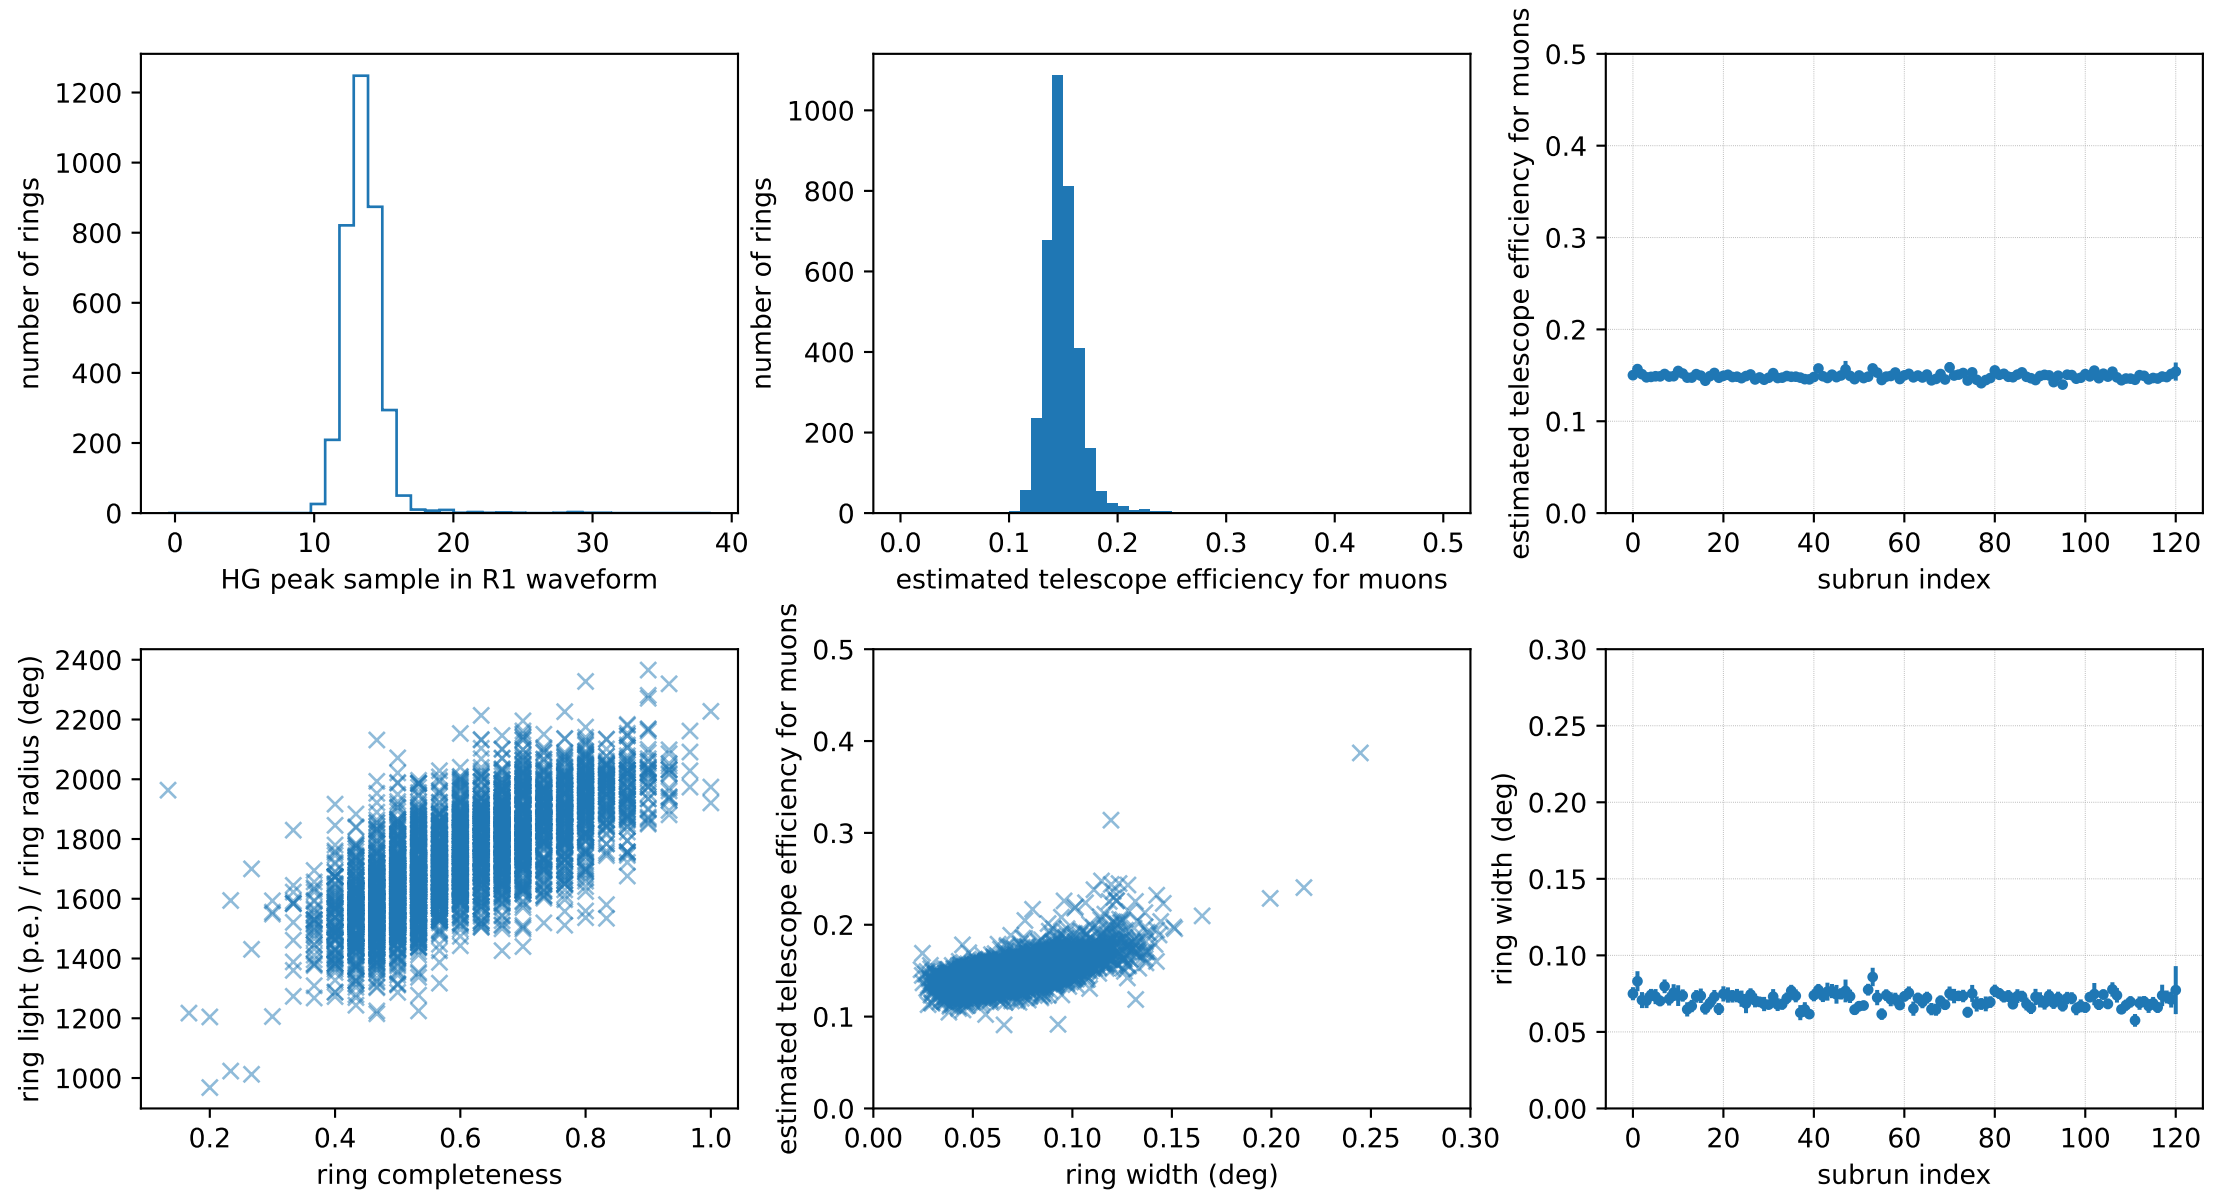 number of rings
1200
1000
800
600
400
200
0
0 10 20 30 40
HG peak sample in R1 waveform
number of rings
1000
800
600
400
200
0
0.0 0.1 0.2 0.3 0.4 0.5
estimated telescope efficiency for muons
estimated telescope efficiency for muons
0.5
0.4
0.3
0.2
0.1
0.0
0 20 40 60 80 100 120
subrun index
ring light (p.e.) / ring radius (deg)
2400
2200
2000
1800
1600
1400
1200
1000
0.2 0.4 0.6 0.8 1.0
ring completeness
estimated telescope efficiency for muons
0.5
0.4
0.3
0.2
0.1
0.0
0.00 0.05 0.10 0.15 0.20 0.25 0.30
ring width (deg)
ring width (deg)
0.30
0.25
0.20
0.15
0.10
0.05
0.00
0 20 40 60 80 100 120
subrun index